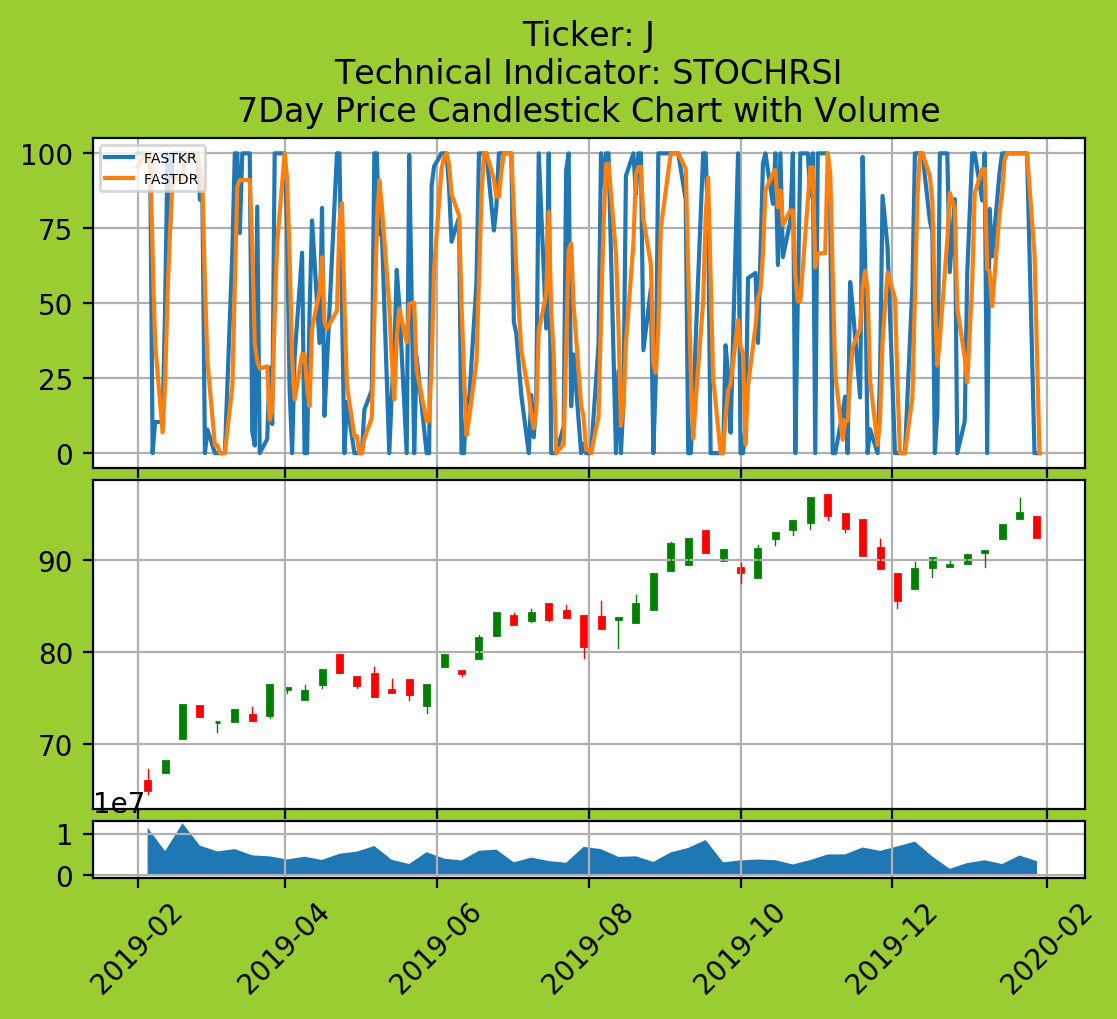 Ticker: J
Technical Indicator: STOCHRSI
7Day Price Candlestick Chart with Volume
100
75
50
25
0
FASTKR
FASTDR
90
80
70
1e7
1
0
2019-02
2019-04
2019-06
2019-08
2019-10
2019-12
2020-02